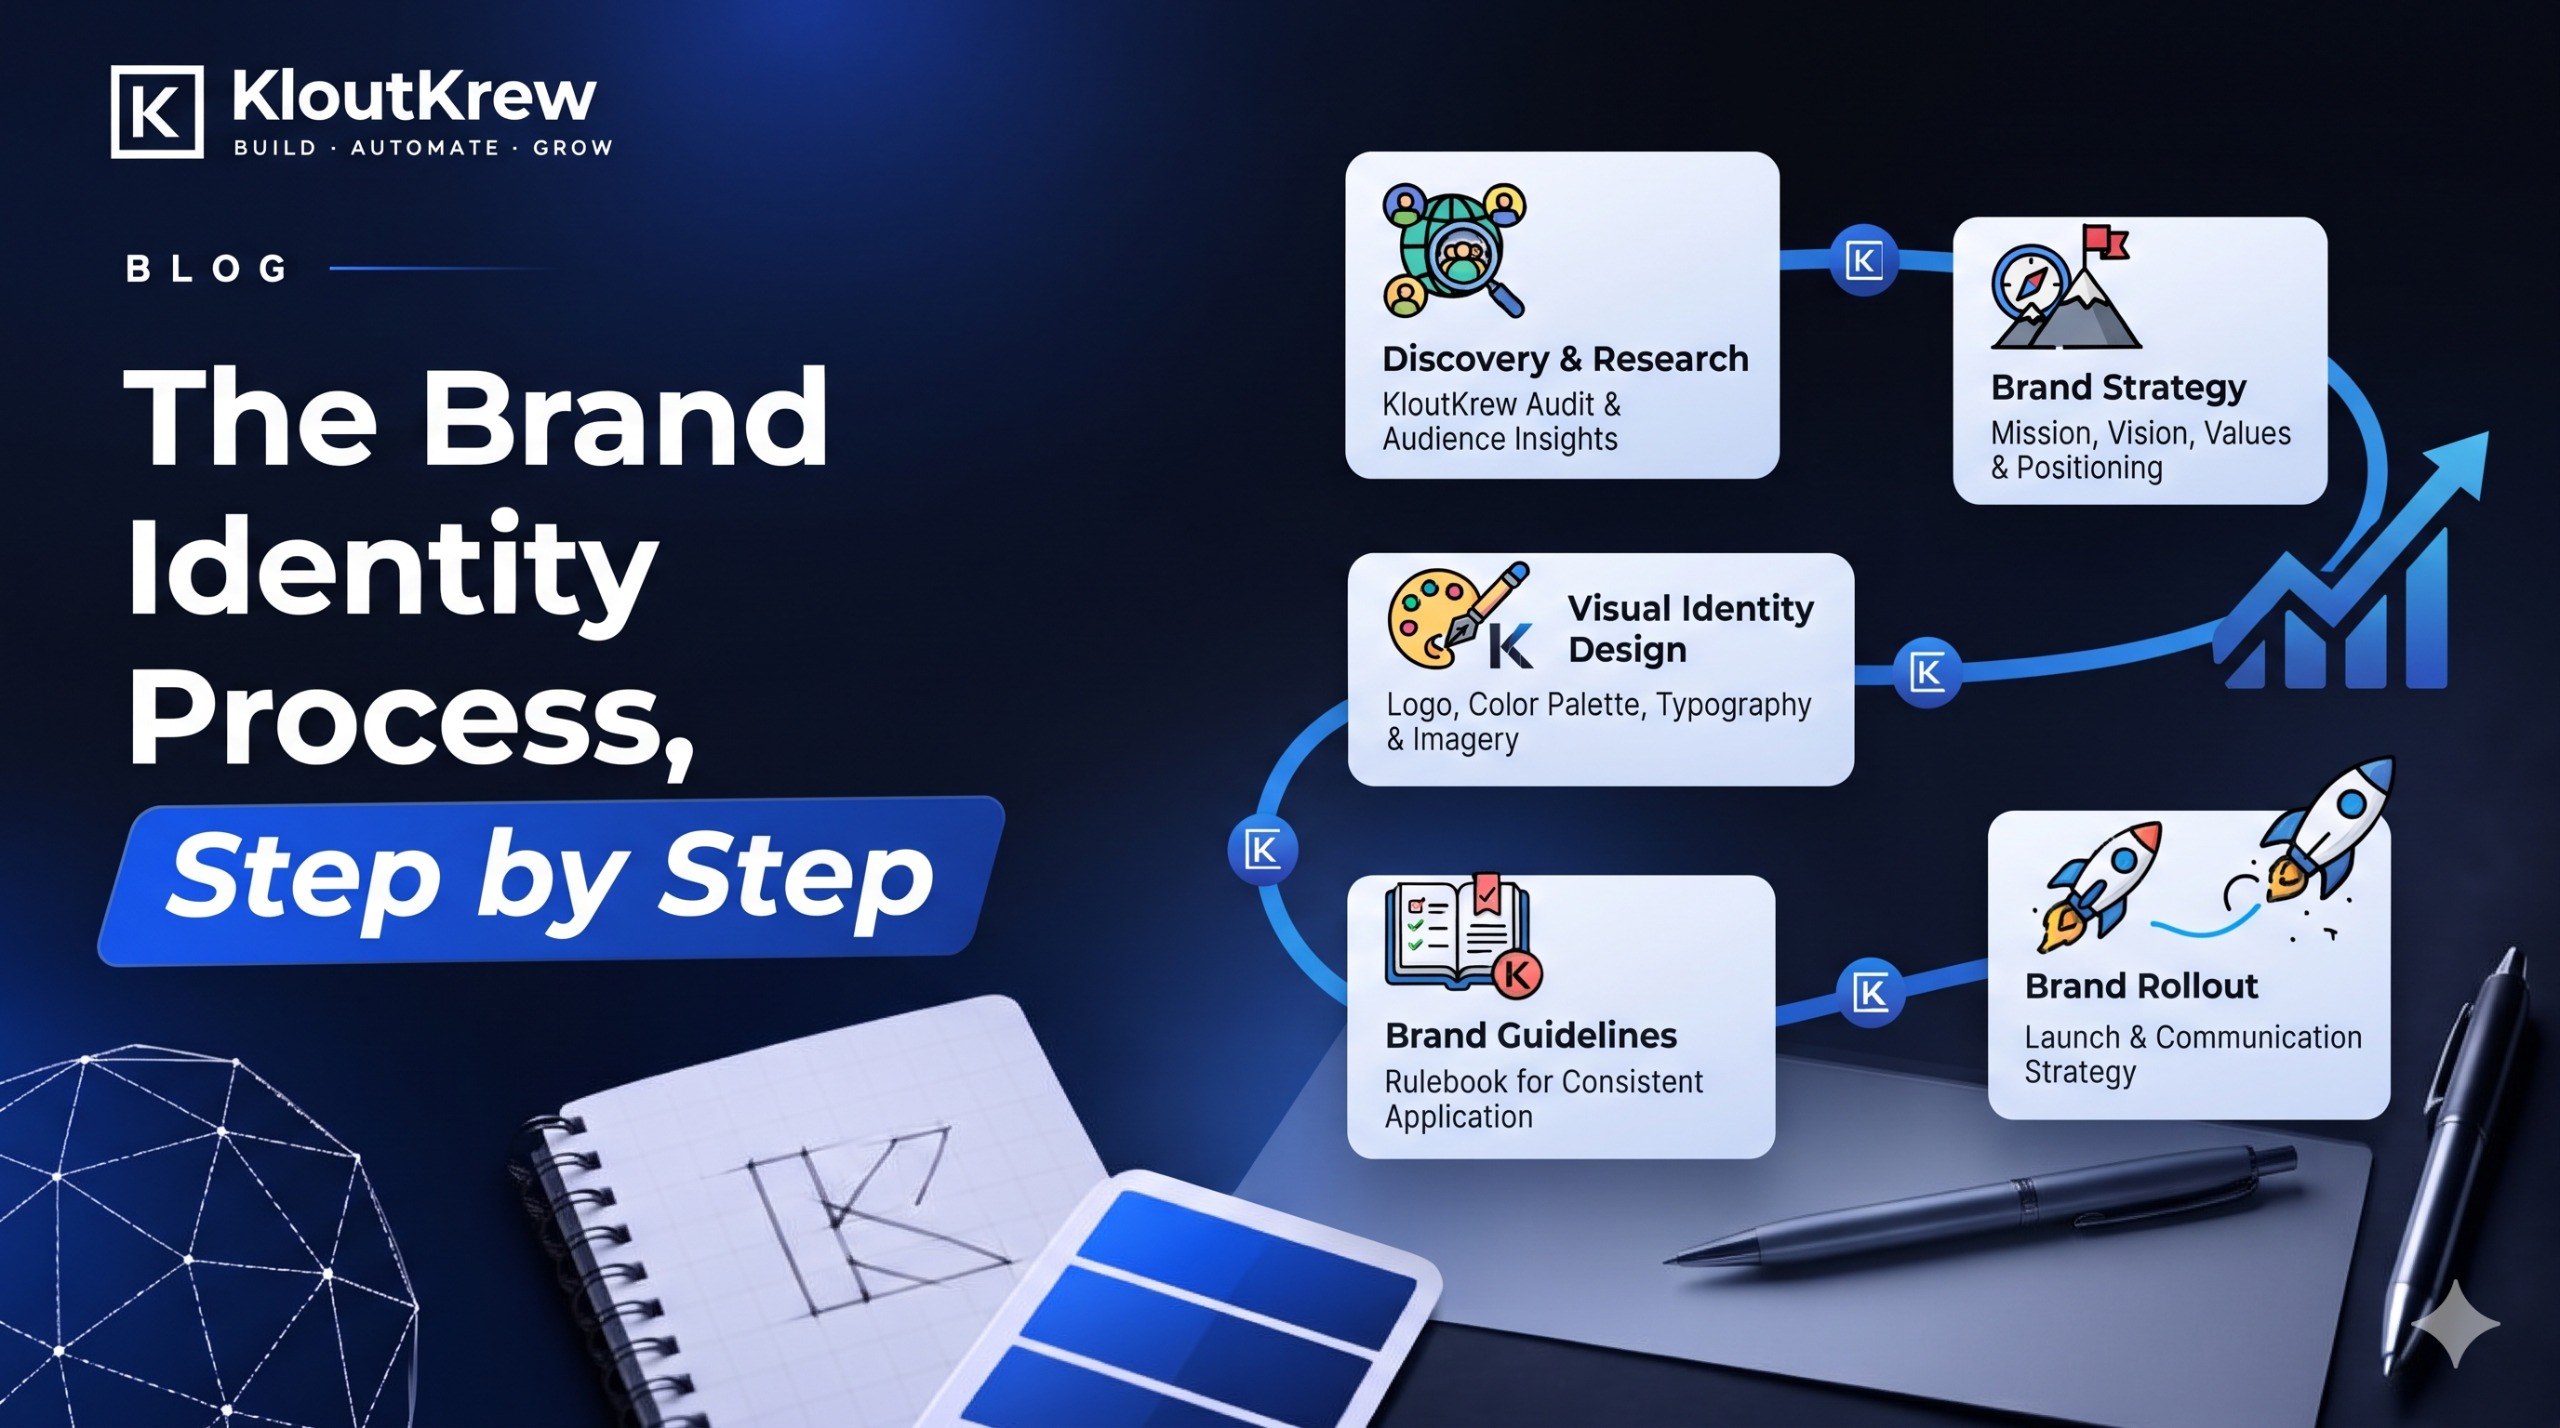 K
KloutKrew
BUILD · AUTOMATE · GROW
BLOG
The Brand
Identity
Process,
Step by Step
Discovery & Research
KloutKrew Audit &
Audience Insights
K
Brand Strategy
Mission, Vision, Values
& Positioning
K
Visual Identity
Design
Logo, Color Palette, Typography
& Imagery
K
K
K
Brand Guidelines
Rulebook for Consistent
Application
K
Brand Rollout
Launch & Communication
Strategy
K